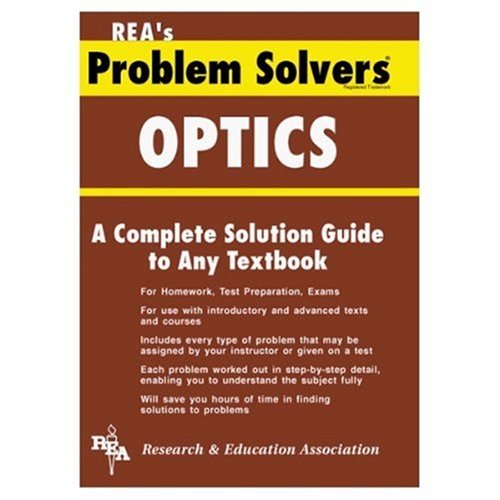 REA's
Problem Solvers®
Registered Trademark
OPTICS
A Complete Solution Guide
to Any Textbook
For Homework, Test Preparation, Exams
For use with introductory and advanced texts
and courses
Includes every type of problem that may be
assigned by your instructor or given on a test
Each problem worked out in step-by-step detail,
enabling you to understand the subject fully
Will save you hours of time in finding
solutions to problems
REA
Research & Education Association